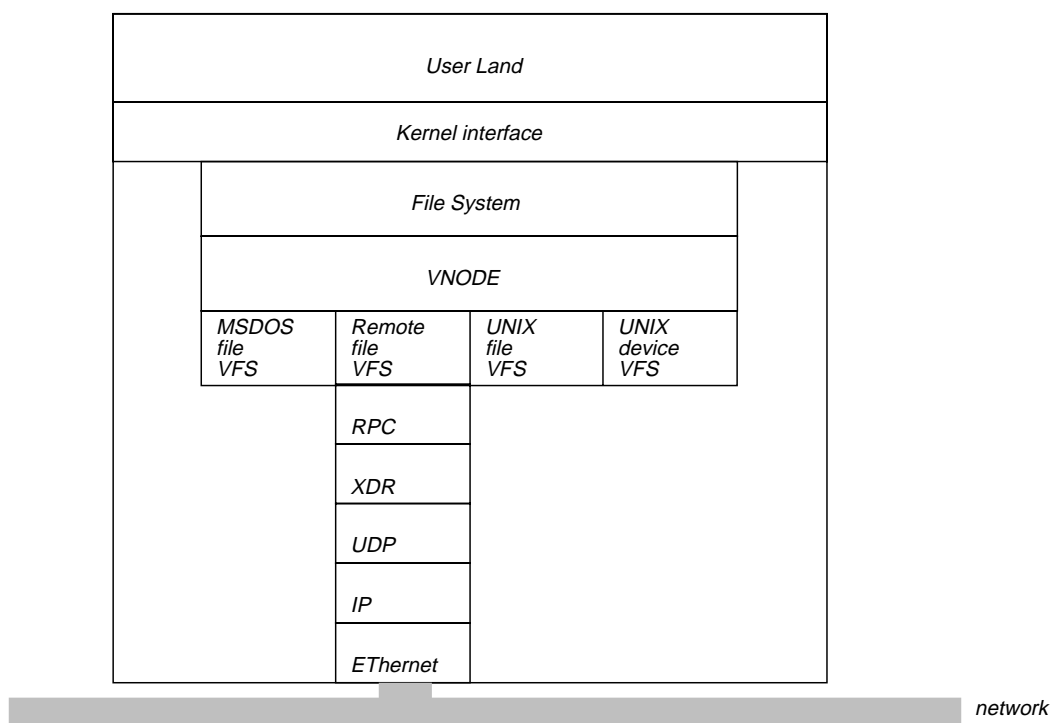 User Land
Kernel interface
File System
VNODE
MSDOS
file
VFS
Remote
file
VFS
UNIX
file
VFS
UNIX
device
VFS
RPC
XDR
UDP
IP
EThernet
network